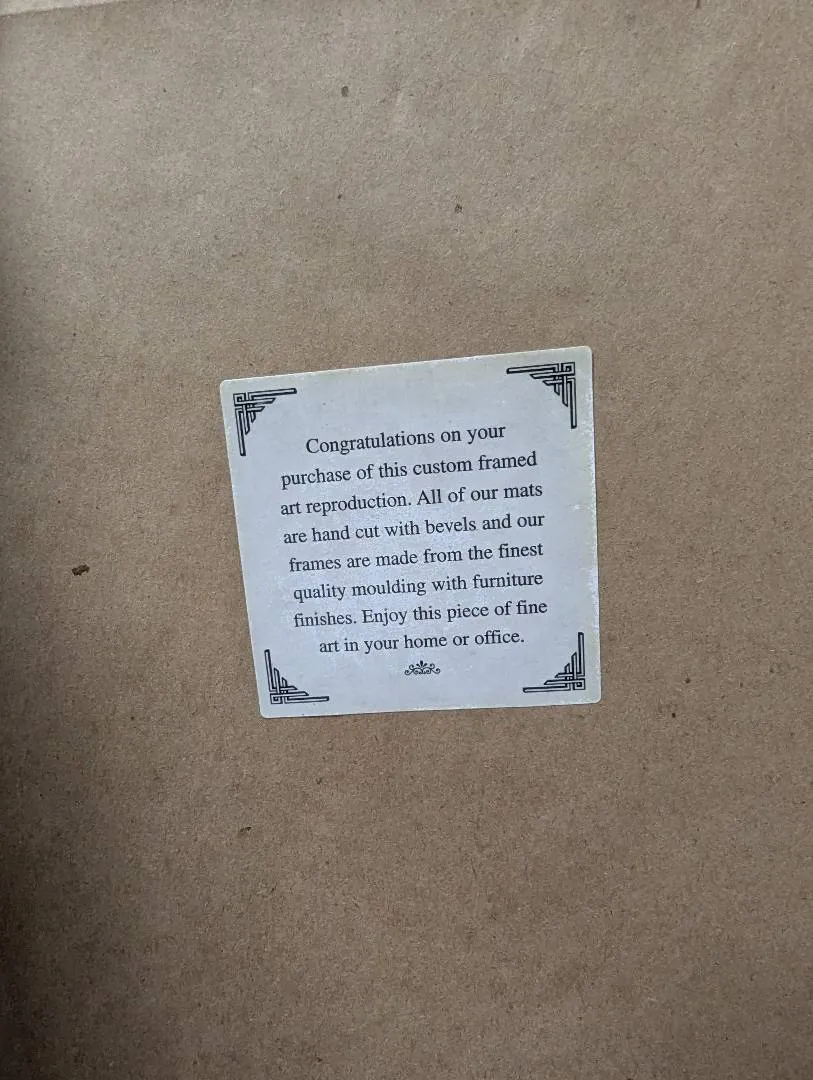 Congratulations on your
purchase of this custom framed
art reproduction. All of our mats
are hand cut with bevels and our
frames are made from the finest
quality moulding with furniture
finishes. Enjoy this piece of fine
art in your home or office.